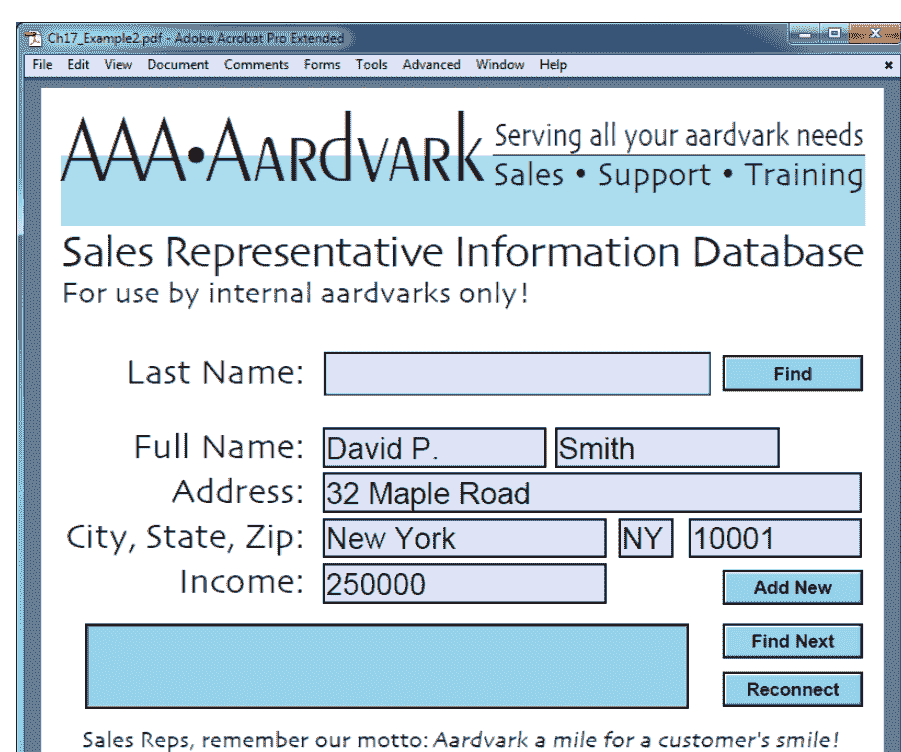 Ch17_Example2.pdf - Adobe Acrobat Pro Extended
File Edit View Document Comments Forms Tools Advanced Window Help
AAA•Aardvark Serving all your aardvark needs
Sales • Support • Training
Sales Representative Information Database
For use by internal aardvarks only!
Last Name: Find
Full Name: David P. Smith
Address: 32 Maple Road
City, State, Zip: New York NY 10001
Income: 250000
Add New
Find Next
Reconnect
Sales Reps, remember our motto: Aardvark a mile for a customer's smile!